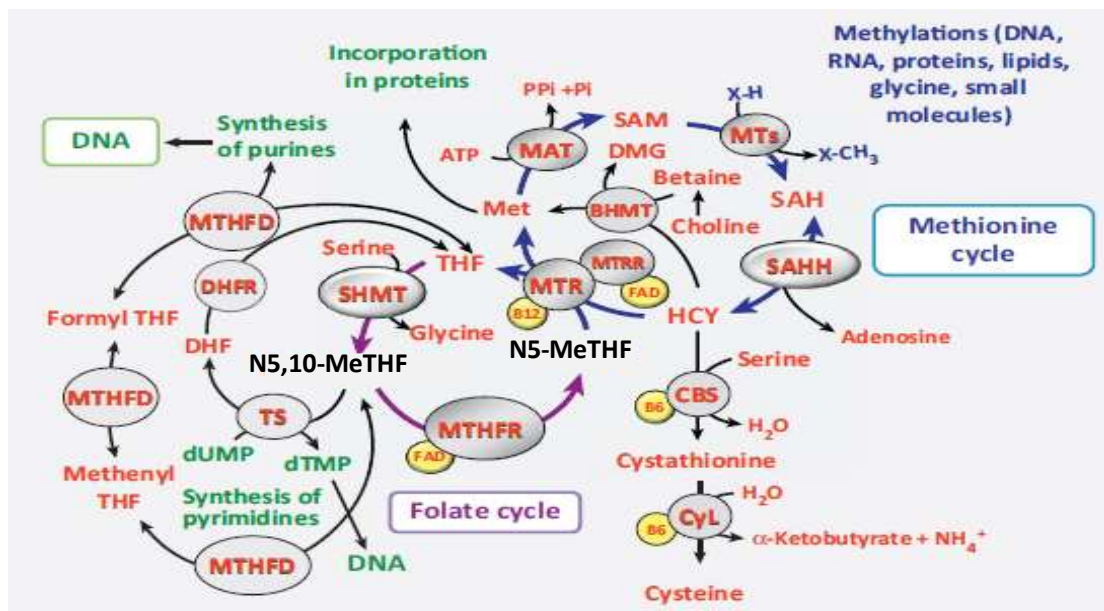 Incorporation
in proteins
Methylations (DNA,
RNA, proteins, lipids,
glycine, small
molecules)
PPi +Pi
X-H
DNA
Synthesis
of purines
ATP
MAT
SAM
MTs
DMG
X-CH₃
Betaine
MTHFD
Met
BHMT
Choline
SAH
Methionine
cycle
Serine
THF
MTRR
SAHH
DHFR
SHMT
MTR
FAD
B12
Formyl THF
Glycine
HCY
Adenosine
DHF
N5,10-MeTHF
N5-MeTHF
Serine
MTHFD
TS
MTHFR
B6
CBS
H₂O
FAD
dUMP
dTMP
Cystathionine
Methenyl
THF
Synthesis of
pyrimidines
Folate cycle
H₂O
B6
CyL
α-Ketobutyrate + NH₄⁺
MTHFD
DNA
Cysteine